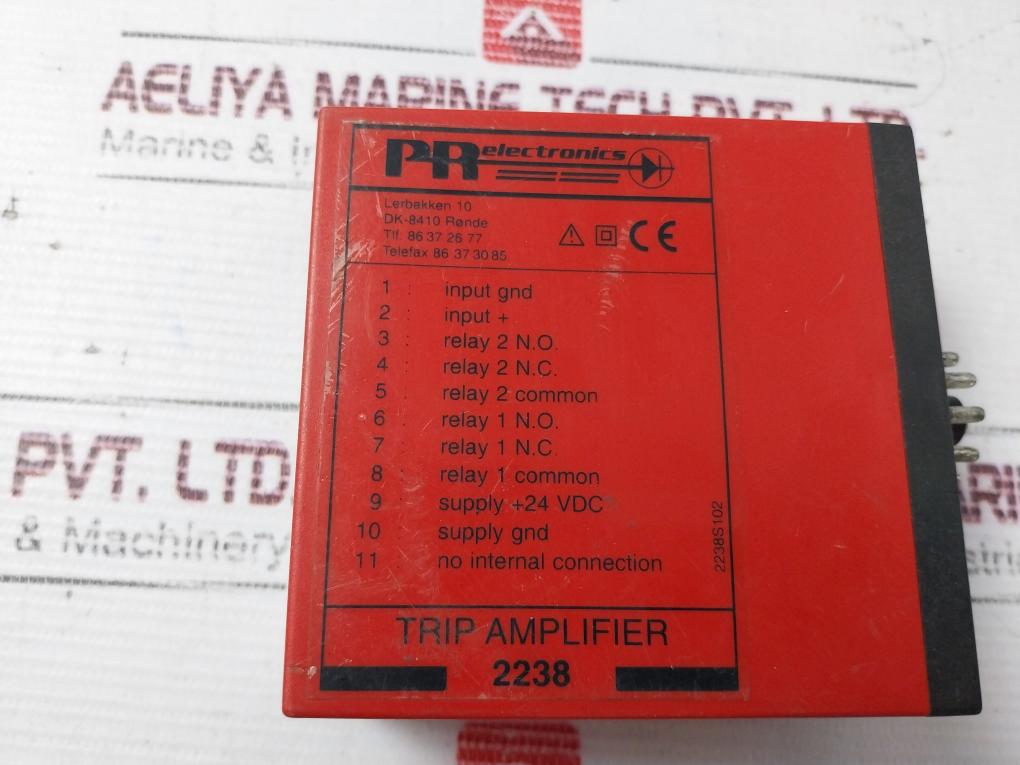 AELIYA MARINE TECH PVT. LTD.
Marine &
PR electronics
Lerbakken 10
DK-8410 Rønde
Tlf. 86 37 26 77
Telefax 86 37 30 85
CE
1 : input gnd
2 : input +
3 : relay 2 N.O.
4 : relay 2 N.C.
5 : relay 2 common
6 : relay 1 N.O.
7 : relay 1 N.C.
8 : relay 1 common
9 : supply +24 VDC
10 : supply gnd
11 : no internal connection
2238S102
TRIP AMPLIFIER
2238
PVT. LTD.
& Machinery